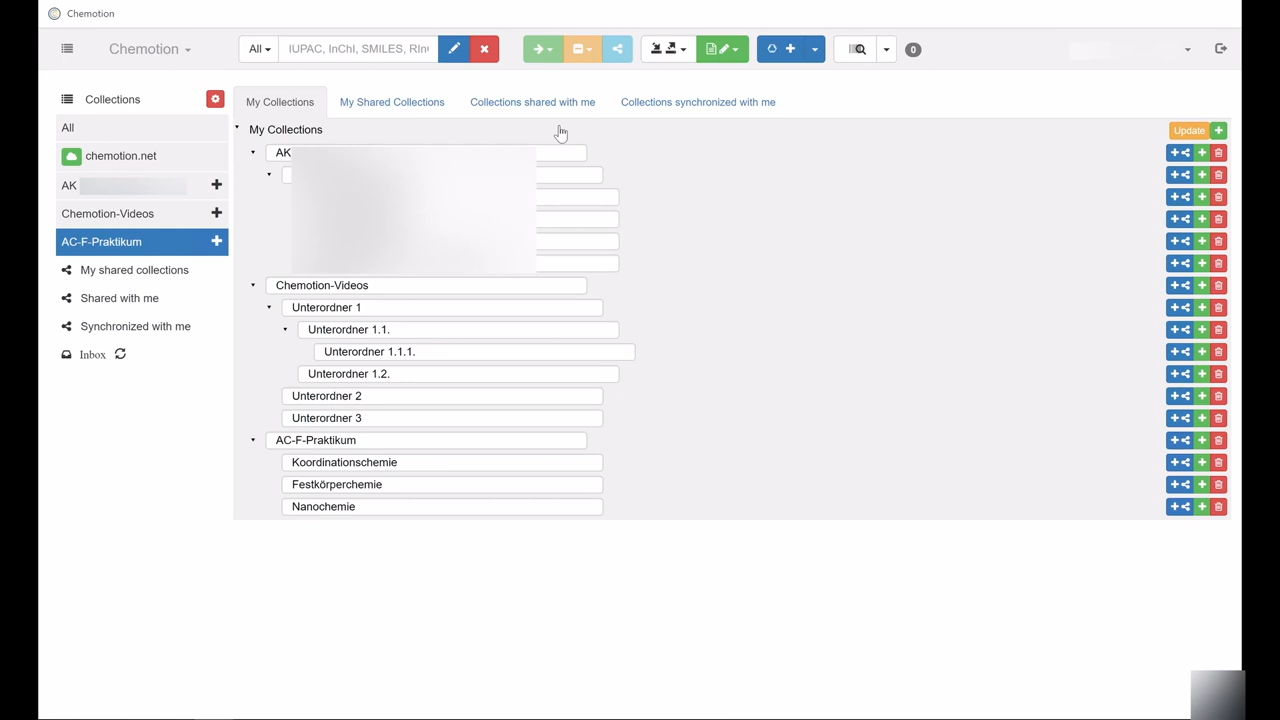 Chemotion
Chemotion
All
IUPAC, InChI, SMILES, RIn
0
Collections
All
chemotion.net
AK
Chemotion-Videos
AC-F-Praktikum
My shared collections
Shared with me
Synchronized with me
Inbox
My Collections
My Shared Collections
Collections shared with me
Collections synchronized with me
My Collections
Update
AK
Chemotion-Videos
Unterordner 1
Unterordner 1.1.
Unterordner 1.1.1.
Unterordner 1.2.
Unterordner 2
Unterordner 3
AC-F-Praktikum
Koordinationschemie
Festkörperchemie
Nanochemie